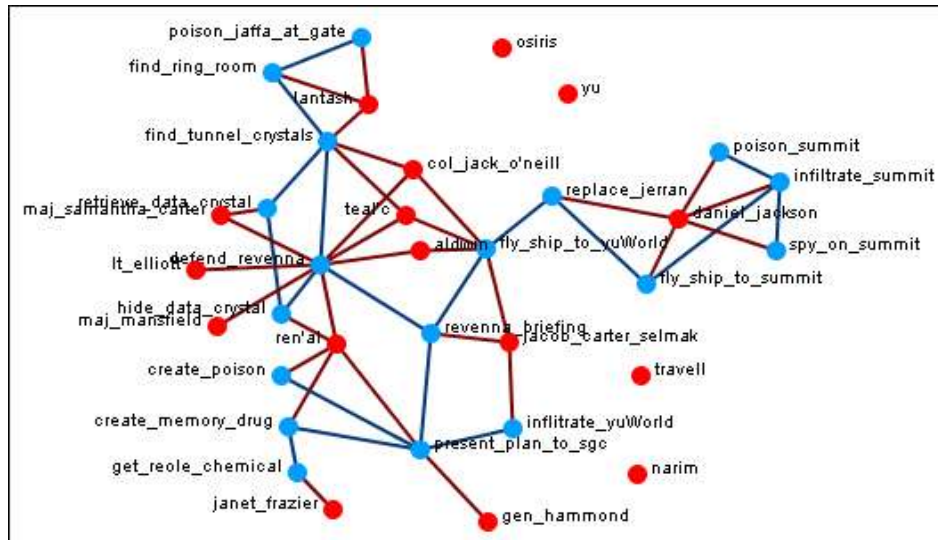 poison_jaffa_at_gate
osiris
find_ring_room
yu
lantash
find_tunnel_crystals
poison_summit
col_jack_o'neill
infiltrate_summit
replace_jerran
retrieve_data_crystal
maj_samantha_carter
teal'c
daniel_jackson
aldwin
fly_ship_to_yuWorld
spy_on_summit
lt_elliott
defend_revenna
fly_ship_to_summit
hide_data_crystal
maj_mansfield
revenna_briefing
ren'al
jacob_carter_selmak
create_poison
travell
create_memory_drug
inflitrate_yuWorld
present_plan_to_sgc
get_reole_chemical
narim
janet_frazier
gen_hammond